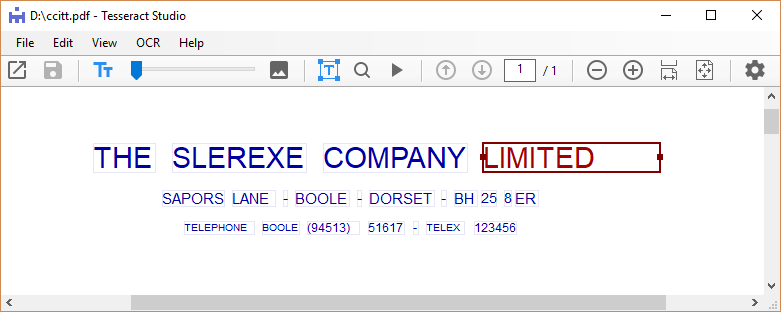 D:\ccitt.pdf - Tesseract Studio
File Edit View OCR Help
1 / 1
THE SLEREXE COMPANY LIMITED
SAPORS LANE - BOOLE - DORSET - BH 25 8 ER
TELEPHONE BOOLE (94513) 51617 - TELEX 123456